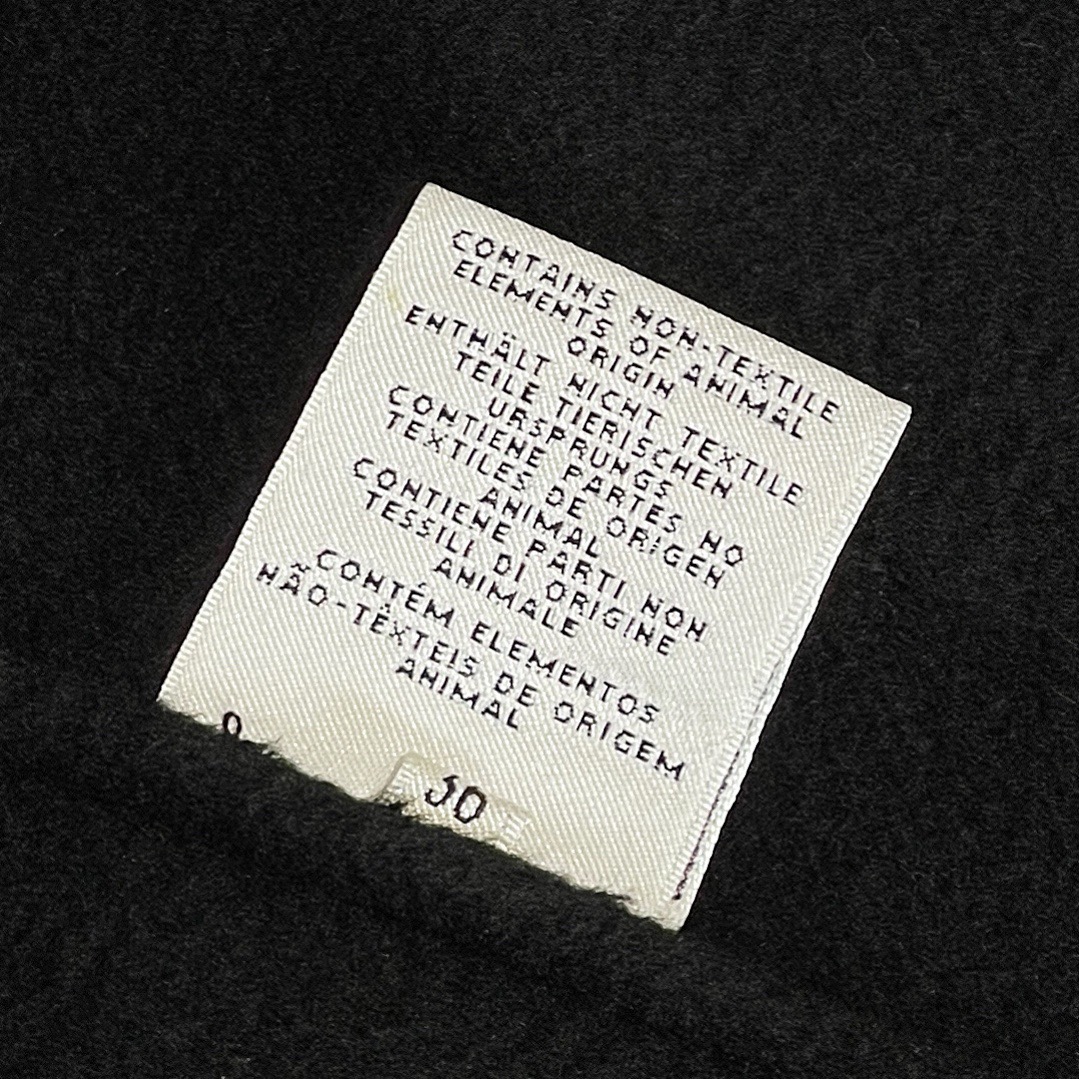 CONTAINS NON-TEXTILE
ELEMENTS OF ANIMAL
ORIGIN
ENTHÄLT NICHT TEXTILE
TEILE TIERISCHEN
URSPRUNGS
CONTIENE PARTES NO
TEXTILES DE ORIGEN
ANIMAL
CONTIENE PARTI NON
TESSILI DI ORIGINE
ANIMALE
CONTÉM ELEMENTOS
NÃO-TÊXTEIS DE ORIGEM
ANIMAL